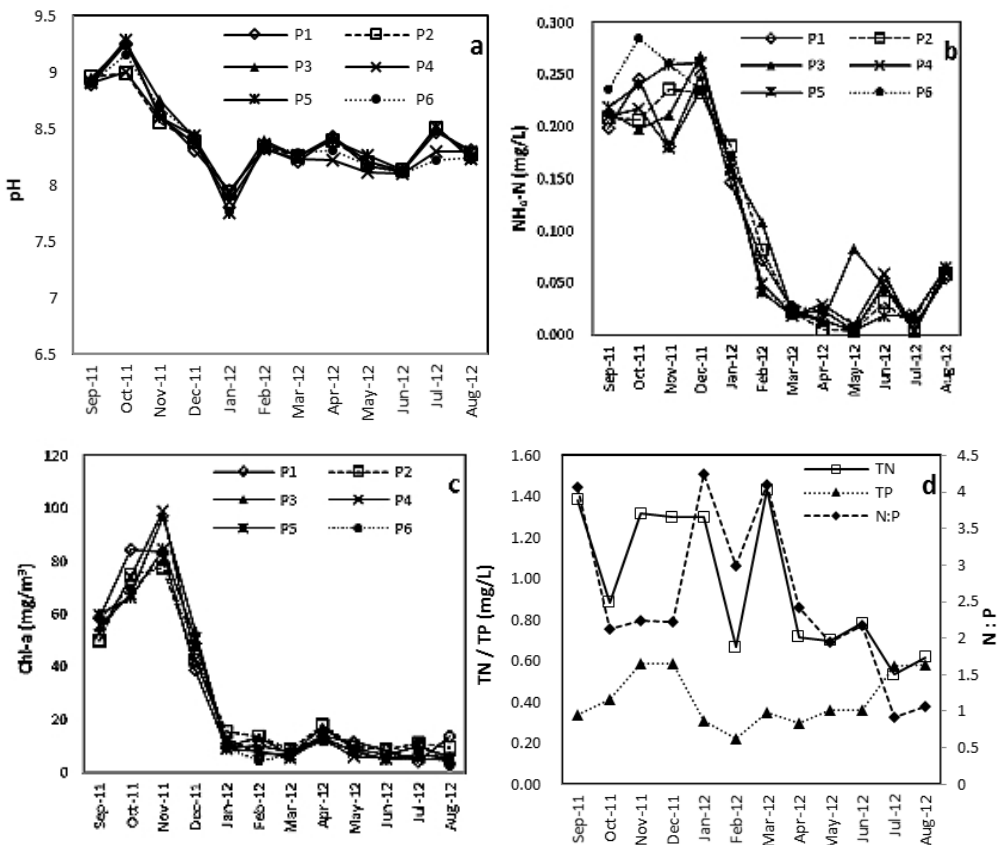 a
P1 P2
P3 P4
P5 P6
pH
9.5
9
8.5
8
7.5
7
6.5
Sep-11 Oct-11 Nov-11 Dec-11 Jan-12 Feb-12 Mar-12 Apr-12 May-12 Jun-12 Jul-12 Aug-12
b
P1 P2
P3 P4
P5 P6
NH₄-N (mg/L)
0.300
0.250
0.200
0.150
0.100
0.050
0.000
Sep-11 Oct-11 Nov-11 Dec-11 Jan-12 Feb-12 Mar-12 Apr-12 May-12 Jun-12 Jul-12 Aug-12
c
P1 P2
P3 P4
P5 P6
Chl-a (mg/m³)
120
100
80
60
40
20
0
Sep-11 Oct-11 Nov-11 Dec-11 Jan-12 Feb-12 Mar-12 Apr-12 May-12 Jun-12 Jul-12 Aug-12
d
TN
TP
N:P
TN / TP (mg/L)
1.60
1.40
1.20
1.00
0.80
0.60
0.40
0.20
0.00
N : P
4.5
4
3.5
3
2.5
2
1.5
1
0.5
0
Sep-11 Oct-11 Nov-11 Dec-11 Jan-12 Feb-12 Mar-12 Apr-12 May-12 Jun-12 Jul-12 Aug-12